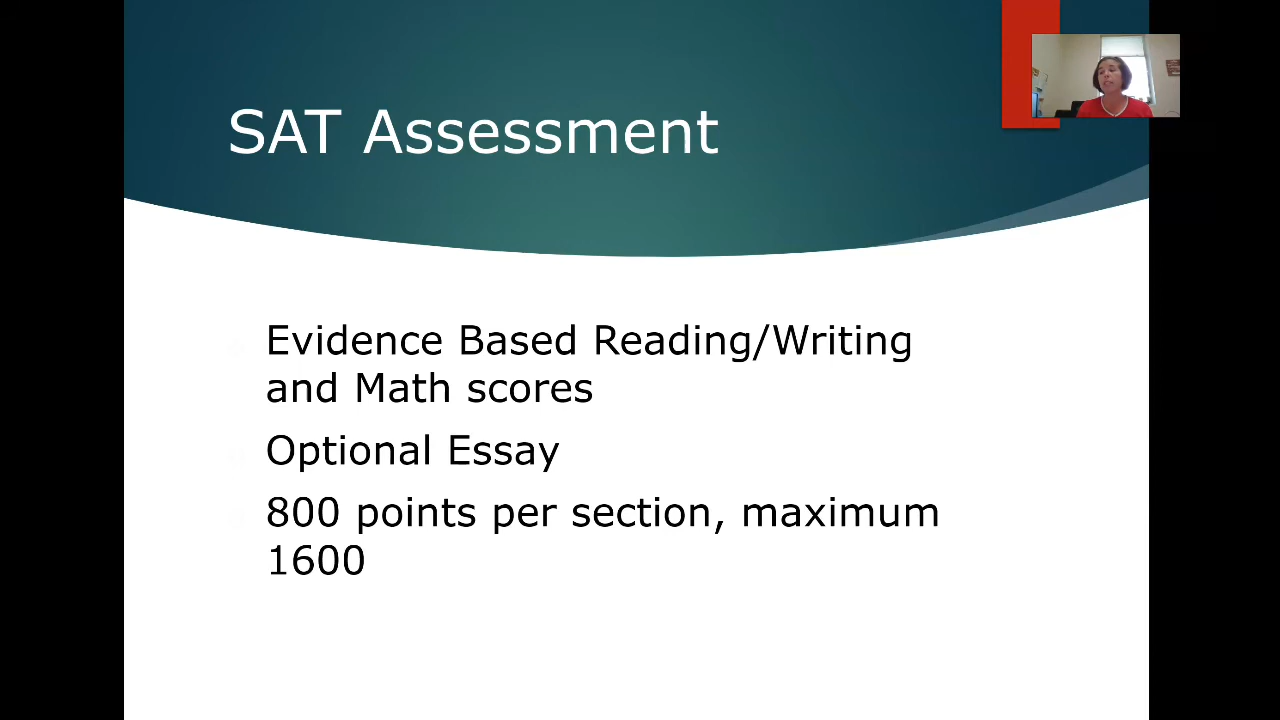 SAT Assessment
Evidence Based Reading/Writing
and Math scores
Optional Essay
800 points per section, maximum
1600